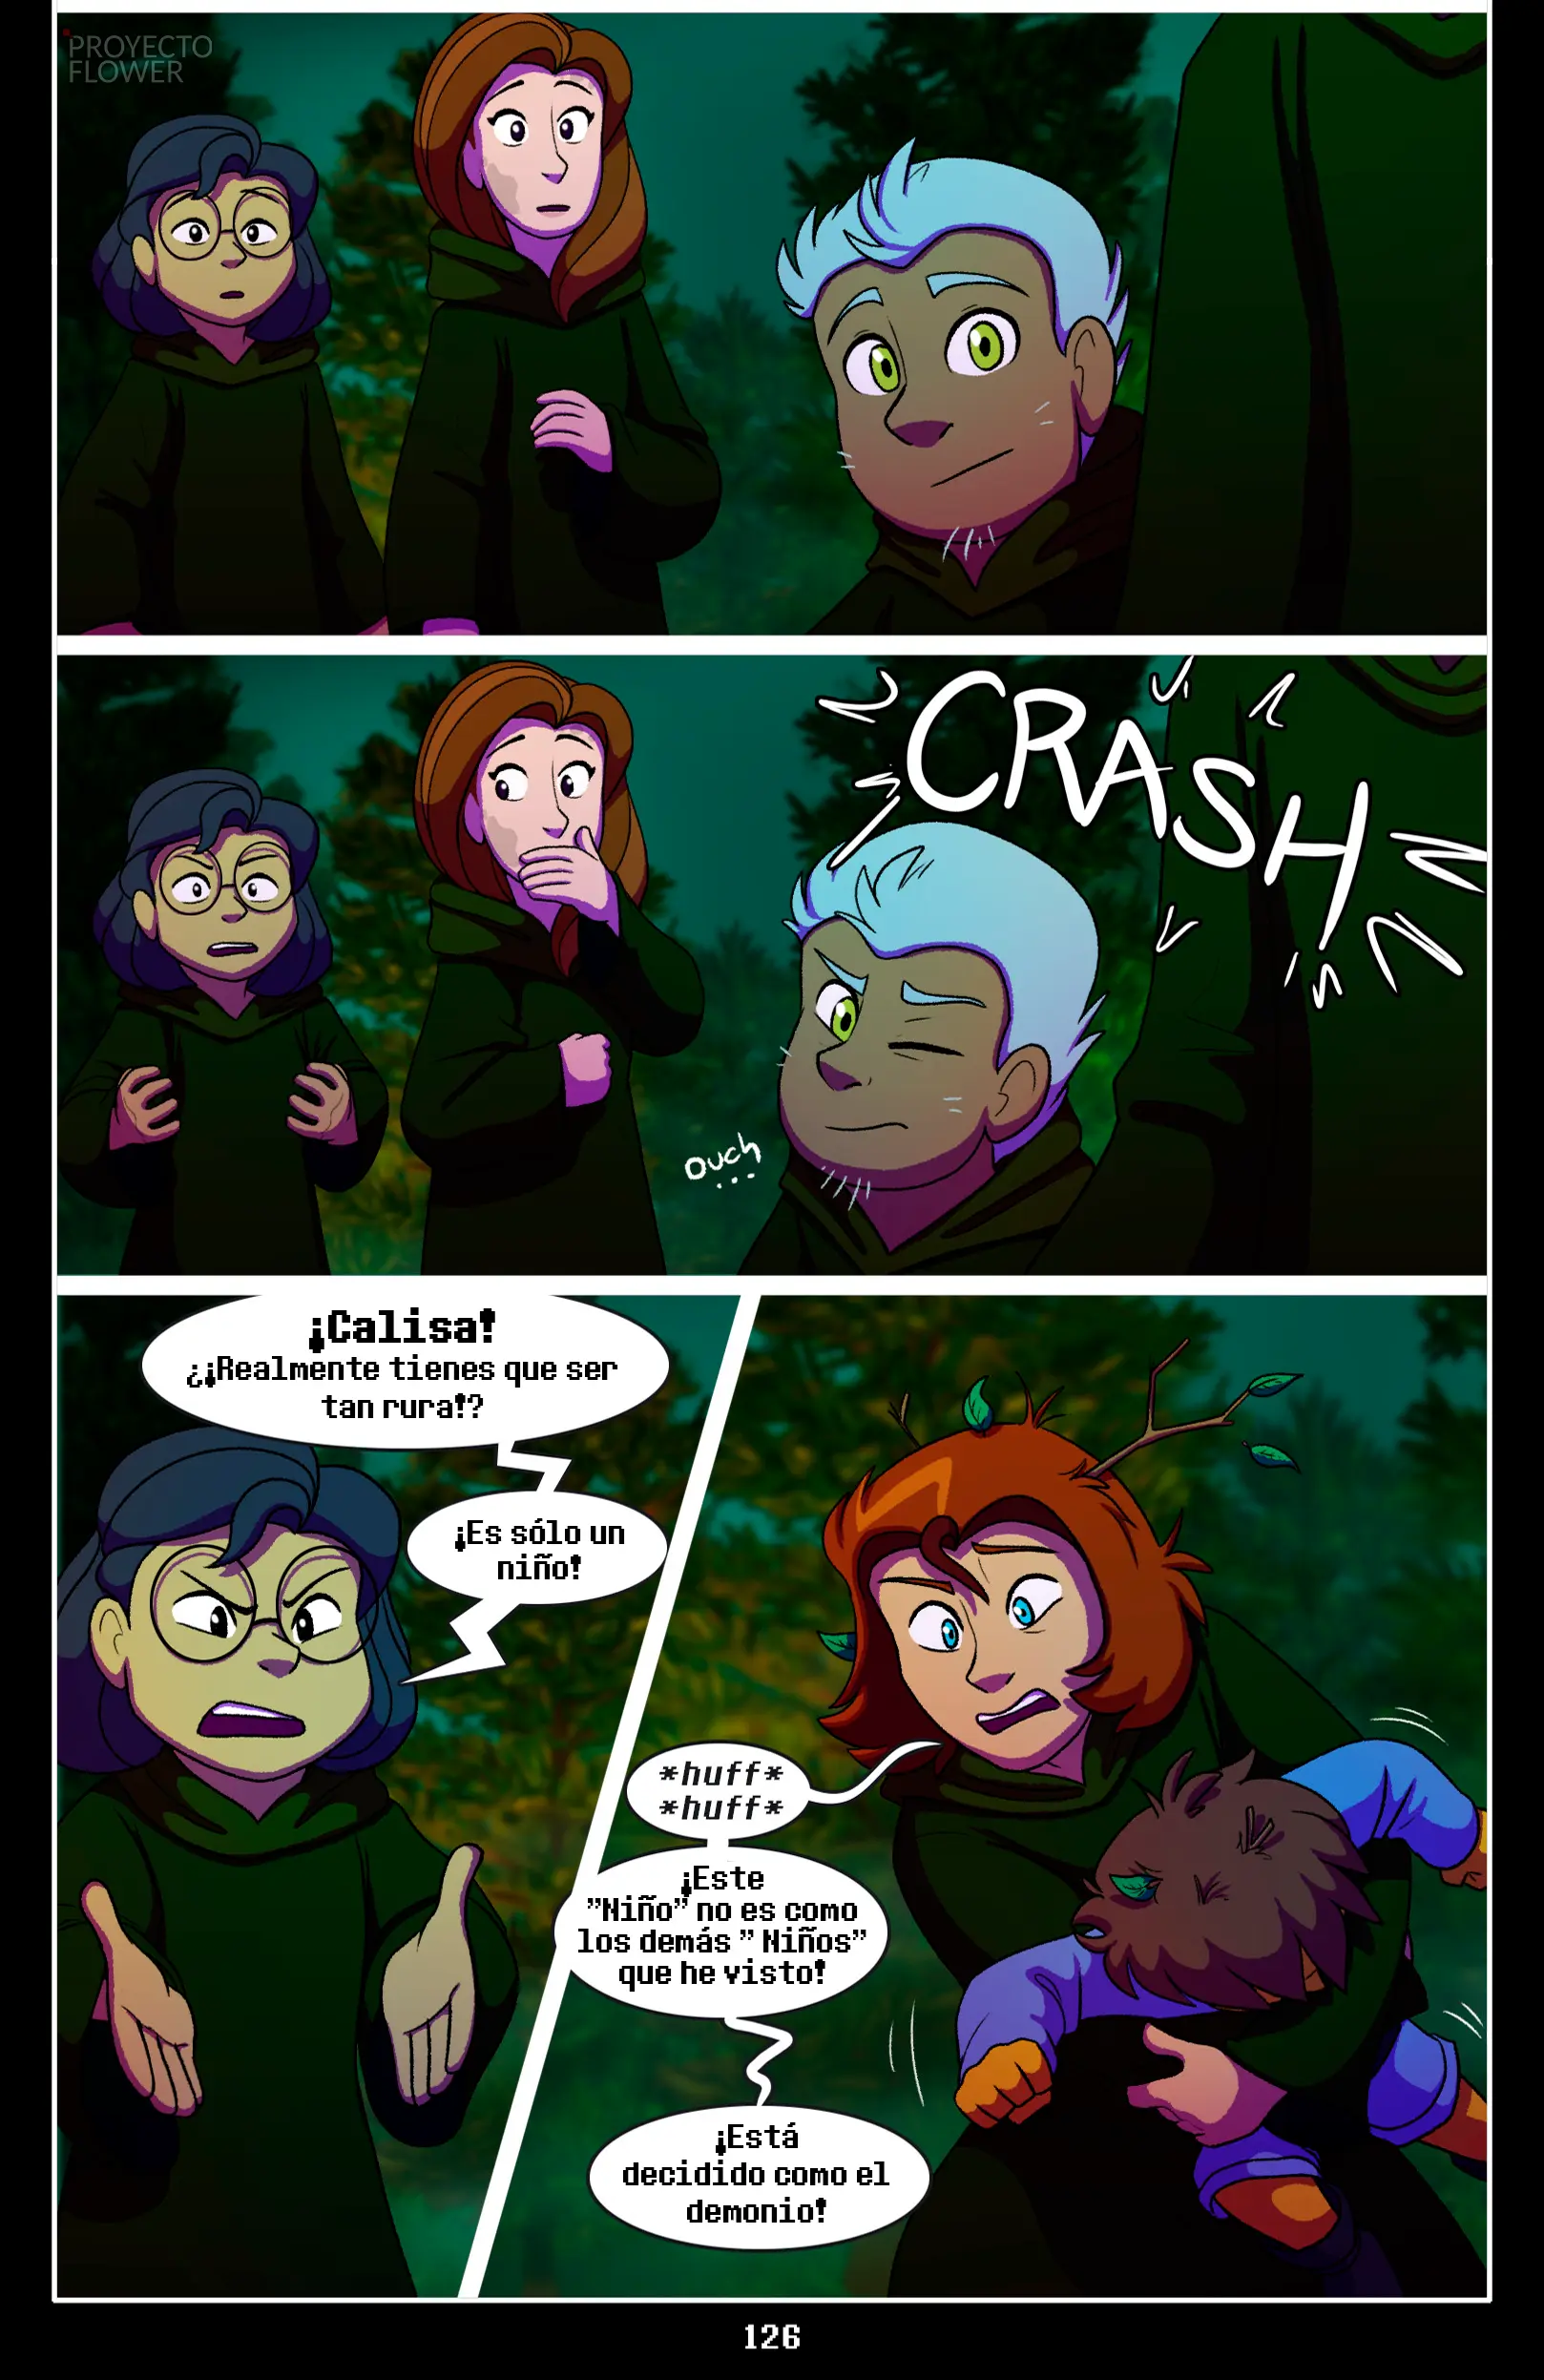 PROYECTO
FLOWER
CRASH
ouch
...
¡Calisa!
¿¡Realmente tienes que ser
tan rura!?
¡Es sólo un
niño!
*huff*
*huff*
¡Este
"Niño" no es como
los demás " Niños"
que he visto!
¡Está
decidido como el
demonio!
126